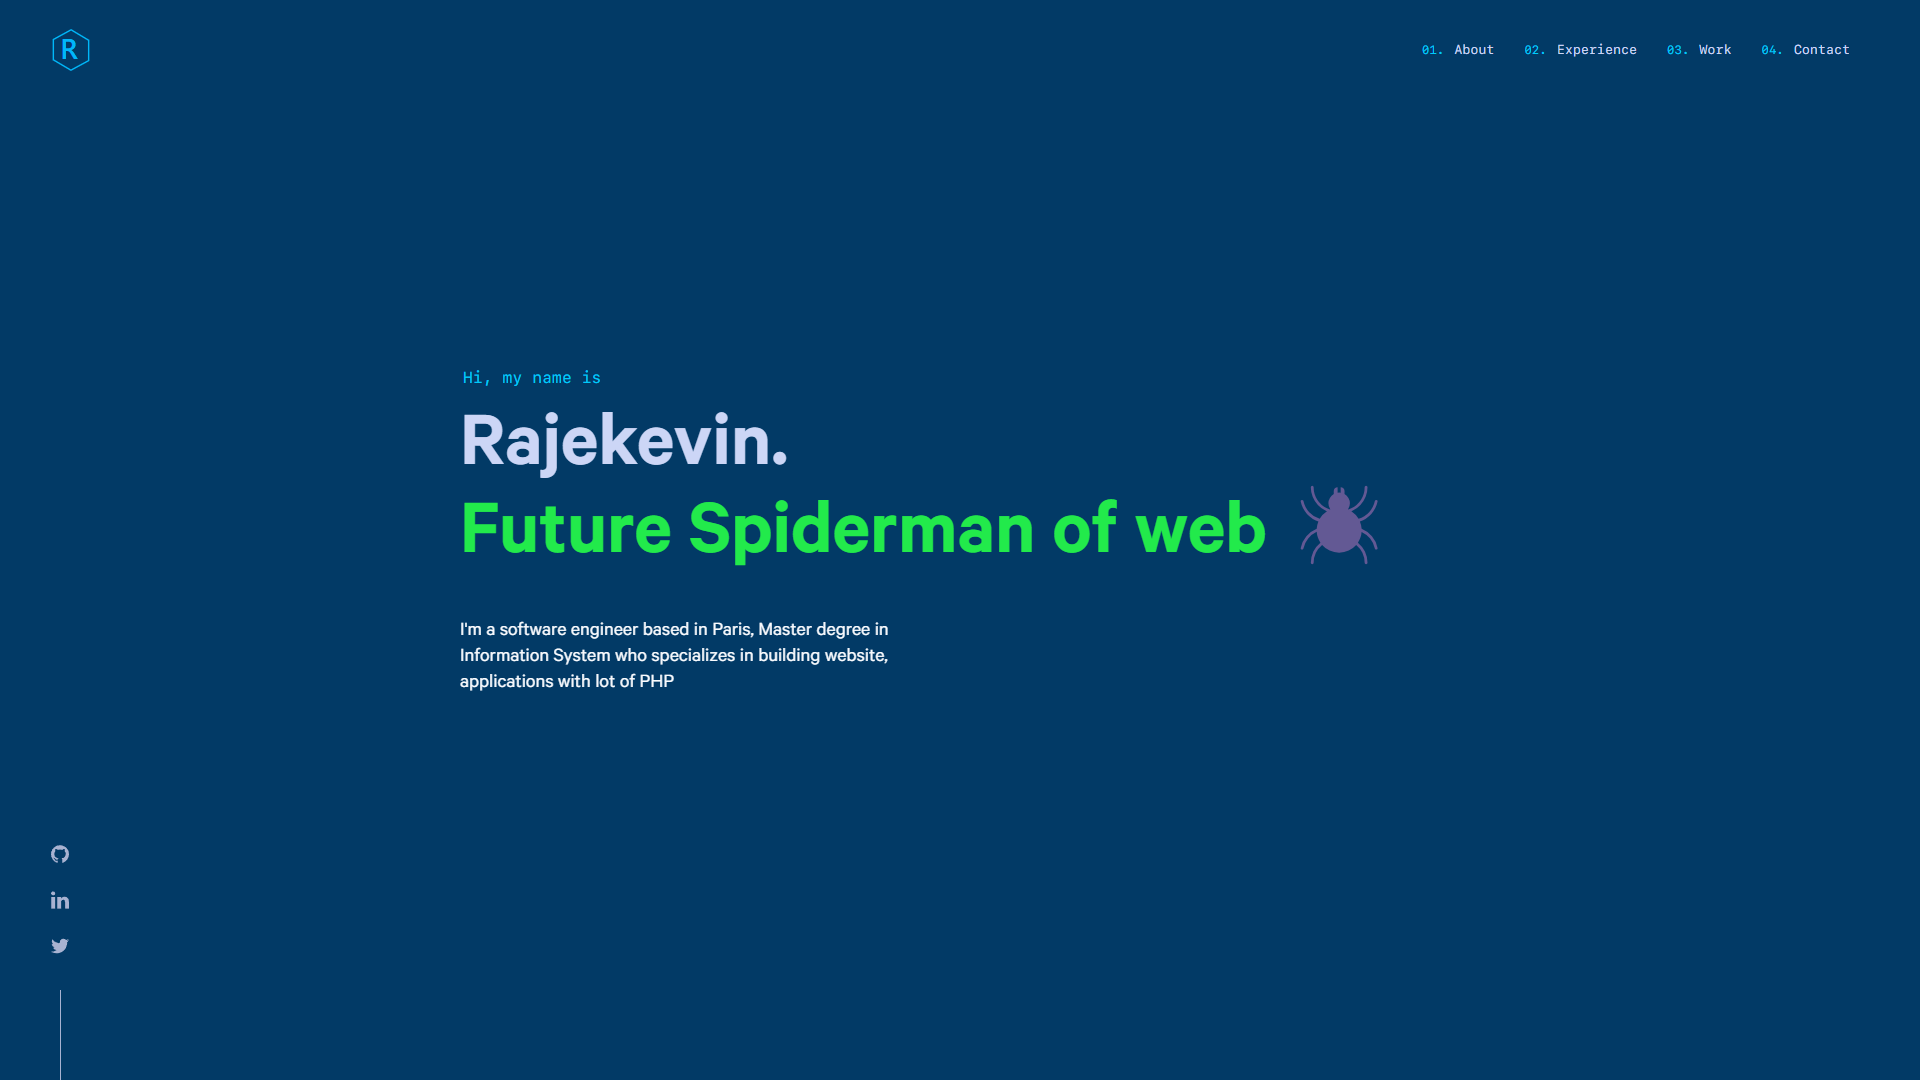 R
01. About
02. Experience
03. Work
04. Contact
Hi, my name is
Rajekevin.
Future Spiderman of web
I'm a software engineer based in Paris, Master degree in
Information System who specializes in building website,
applications with lot of PHP
in